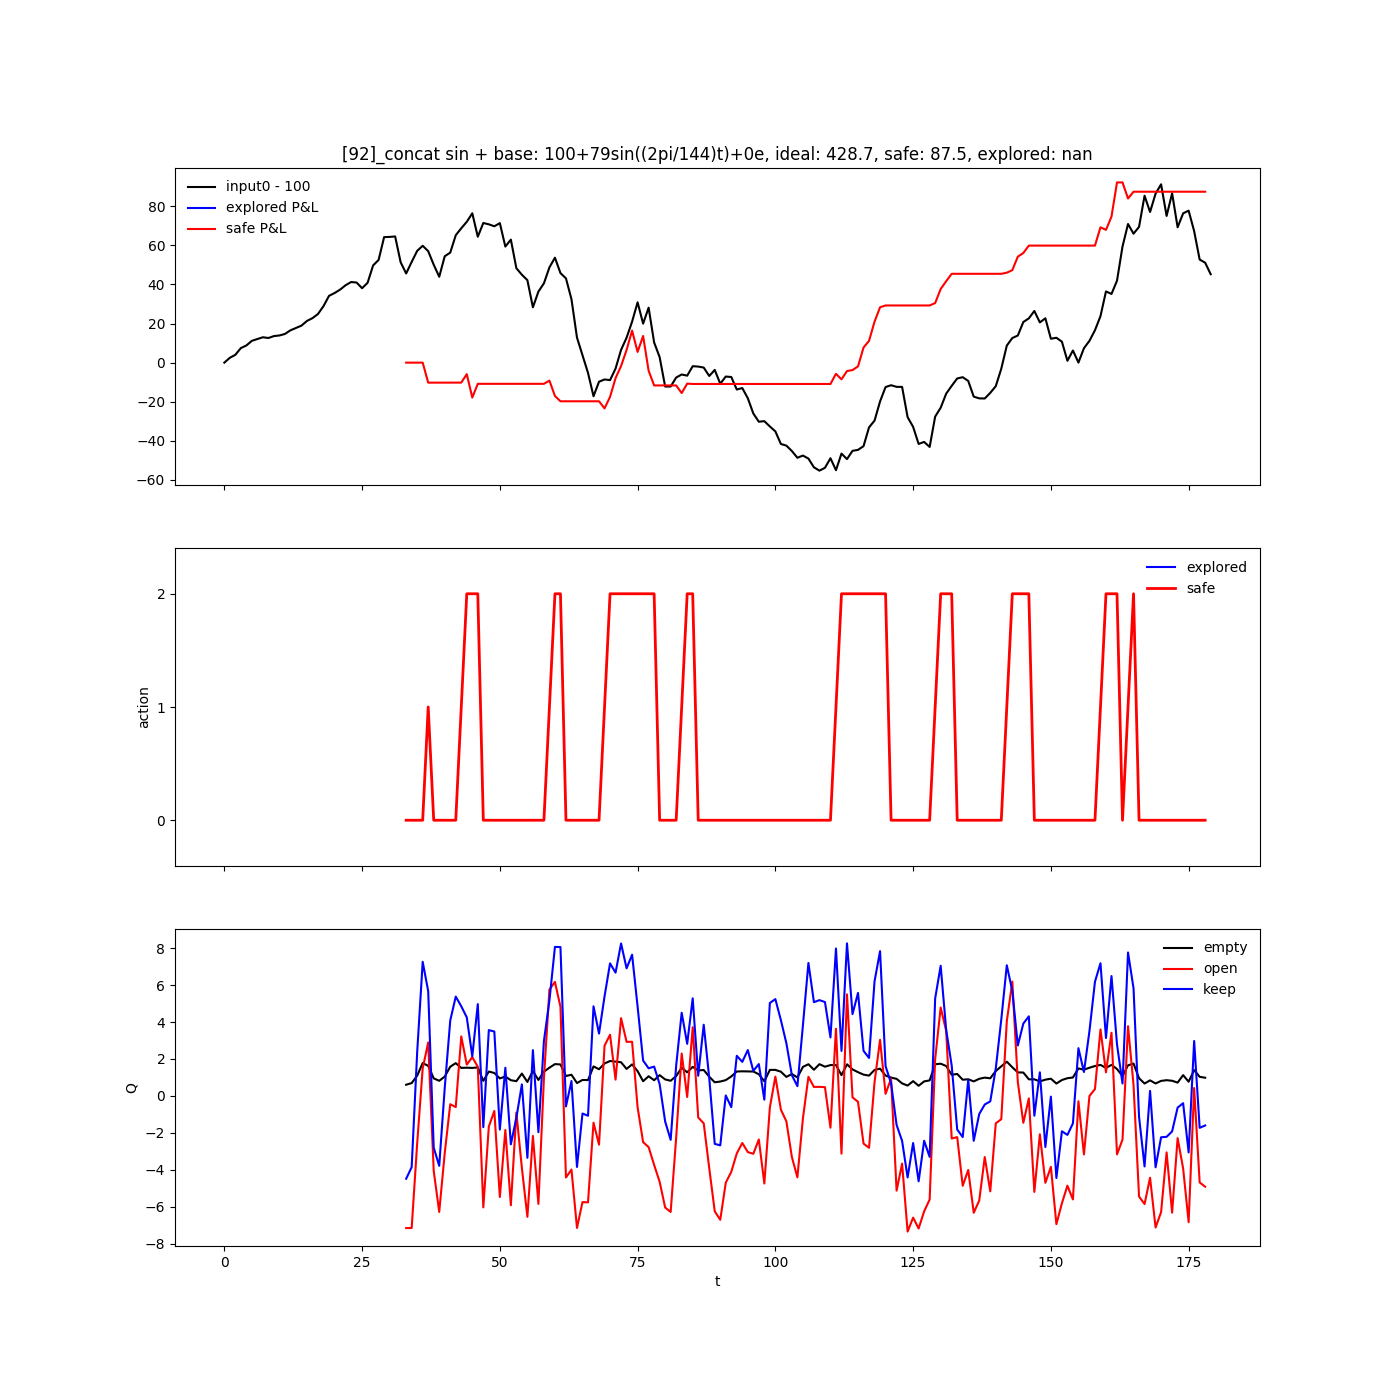 [92]_concat sin + base: 100+79sin((2pi/144)t)+0e, ideal: 428.7, safe: 87.5, explored: nan
input0 - 100
explored P&L
safe P&L
80
60
40
20
0
−20
−40
−60
explored
safe
2
1
0
action
empty
open
keep
8
6
4
2
0
−2
−4
−6
−8
Q
0 25 50 75 100 125 150 175
t